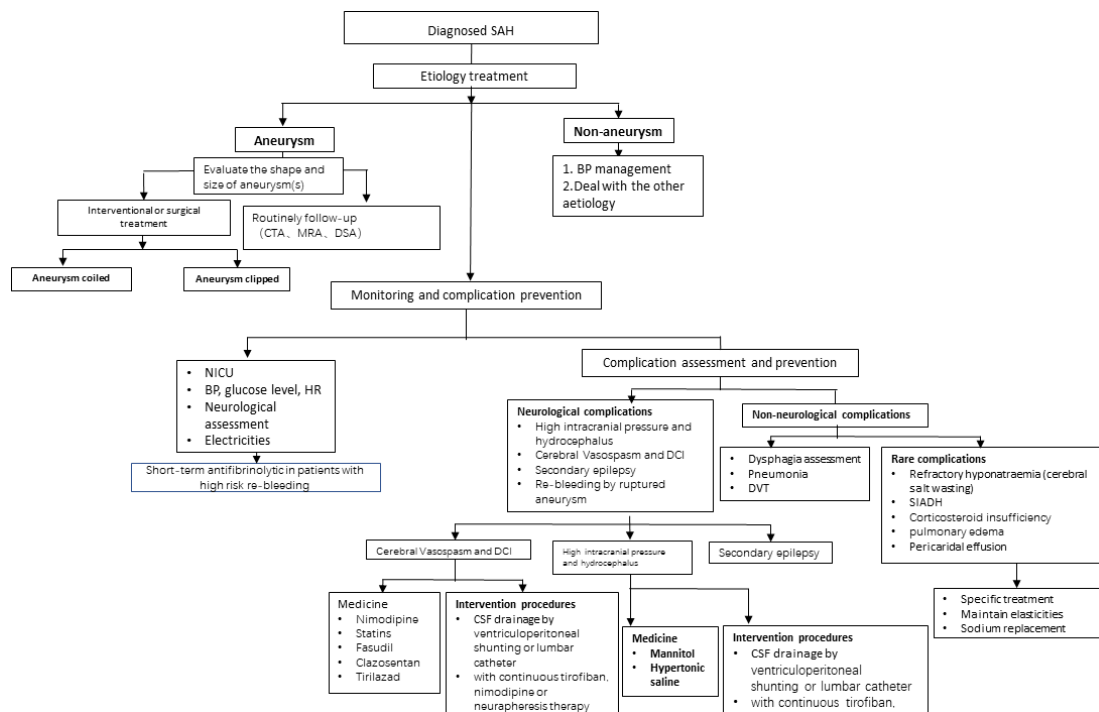 Diagnosed SAH
Etiology treatment
Aneurysm
Non-aneurysm
Evaluate the shape and
size of aneurysm(s)
1. BP management
2.Deal with the other
aetiology
Interventional or surgical
treatment
Routinely follow-up
（CTA、MRA、DSA）
Aneurysm coiled
Aneurysm clipped
Monitoring and complication prevention
• NICU
• BP, glucose level, HR
• Neurological
assessment
• Electricities
Short-term antifibrinolytic in patients with
high risk re-bleeding
Complication assessment and prevention
Neurological complications
• High intracranial pressure and
hydrocephalus
• Cerebral Vasospasm and DCI
• Secondary epilepsy
• Re-bleeding by ruptured
aneurysm
Non-neurological complications
• Dysphagia assessment
• Pneumonia
• DVT
Rare complications
• Refractory hyponatraemia (cerebral
salt wasting)
• SIADH
• Corticosteroid insufficiency
• pulmonary edema
• Pericaridal effusion
Cerebral Vasospasm and DCI
High intracranial pressure
and hydrocephalus
Secondary epilepsy
Medicine
• Nimodipine
• Statins
• Fasudil
• Clazosentan
• Tirilazad
Intervention procedures
• CSF drainage by
ventriculoperitoneal
shunting or lumbar
catheter
• with continuous tirofiban,
nimodipine or
neurapheresis therapy
Medicine
• Mannitol
• Hypertonic
saline
Intervention procedures
• CSF drainage by
ventriculoperitoneal
shunting or lumbar catheter
• with continuous tirofiban,
• Specific treatment
• Maintain elasticities
• Sodium replacement